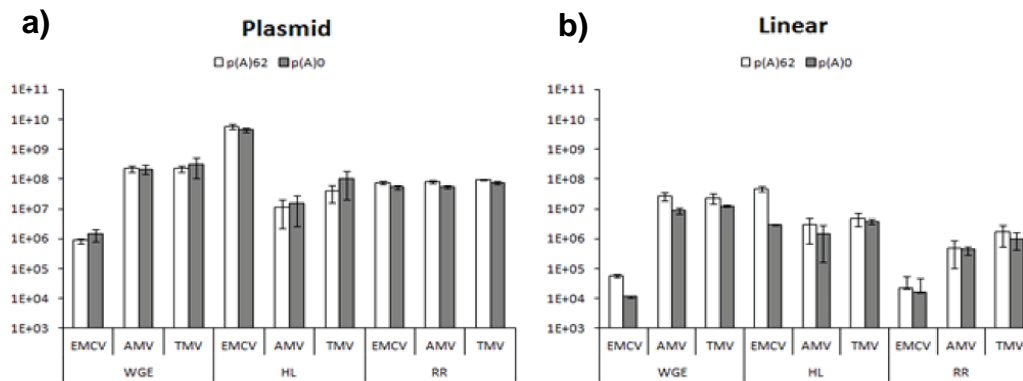 a)
Plasmid
p(A)62 p(A)0
1E+11
1E+10
1E+09
1E+08
1E+07
1E+06
1E+05
1E+04
1E+03
EMCV AMV TMV EMCV AMV TMV EMCV AMV TMV
WGE HL RR
b)
Linear
p(A)62 p(A)0
1E+11
1E+10
1E+09
1E+08
1E+07
1E+06
1E+05
1E+04
1E+03
EMCV AMV TMV EMCV AMV TMV EMCV AMV TMV
WGE HL RR